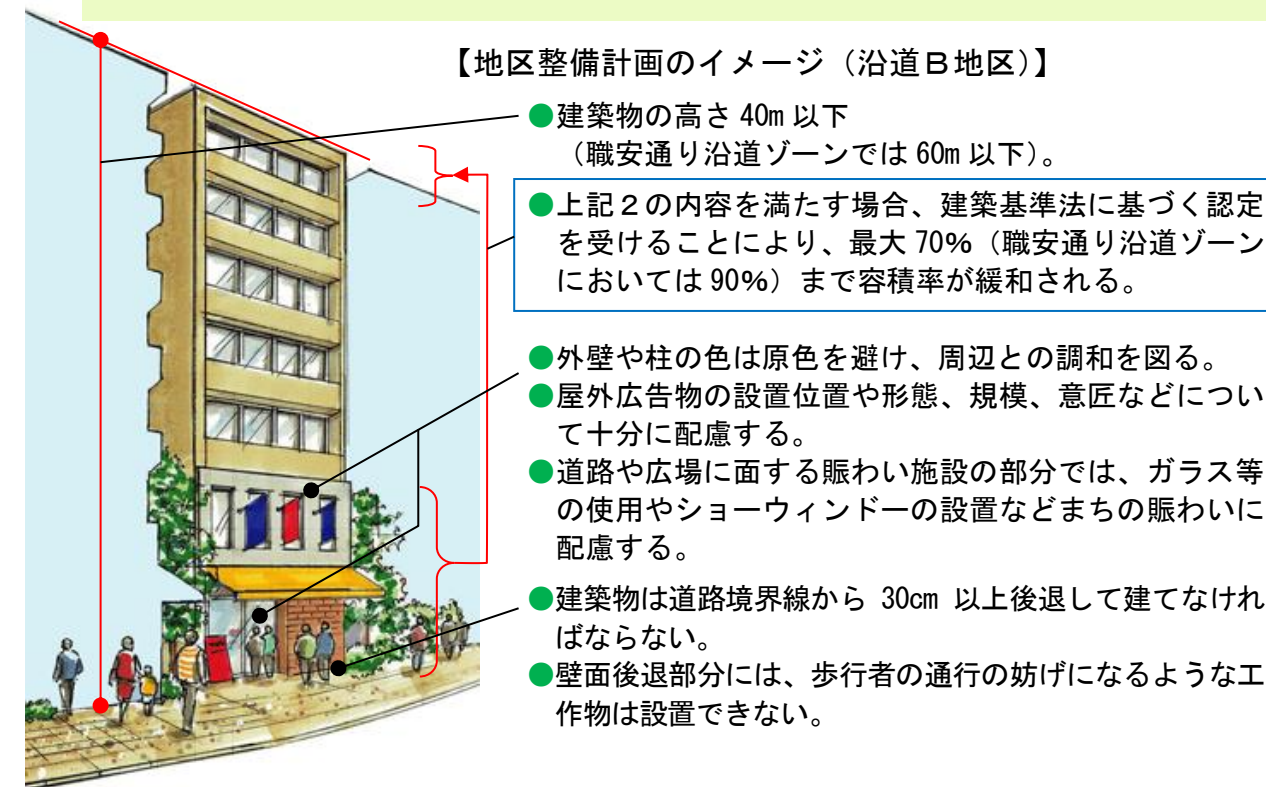 【地区整備計画のイメージ(沿道B地区)】
●建築物の高さ 40m 以下
(職安通り沿道ゾーンでは 60m 以下)。
●上記2の内容を満たす場合、建築基準法に基づく認定
を受けることにより、最大 70%(職安通り沿道ゾーン
においては 90%)まで容積率が緩和される。
●外壁や柱の色は原色を避け、周辺との調和を図る。
●屋外広告物の設置位置や形態、規模、意匠などについ
て十分に配慮する。
●道路や広場に面する賑わい施設の部分では、ガラス等
の使用やショーウィンドーの設置などまちの賑わいに
配慮する。
●建築物は道路境界線から 30cm 以上後退して建てなけれ
ばならない。
●壁面後退部分には、歩行者の通行の妨げになるような工
作物は設置できない。